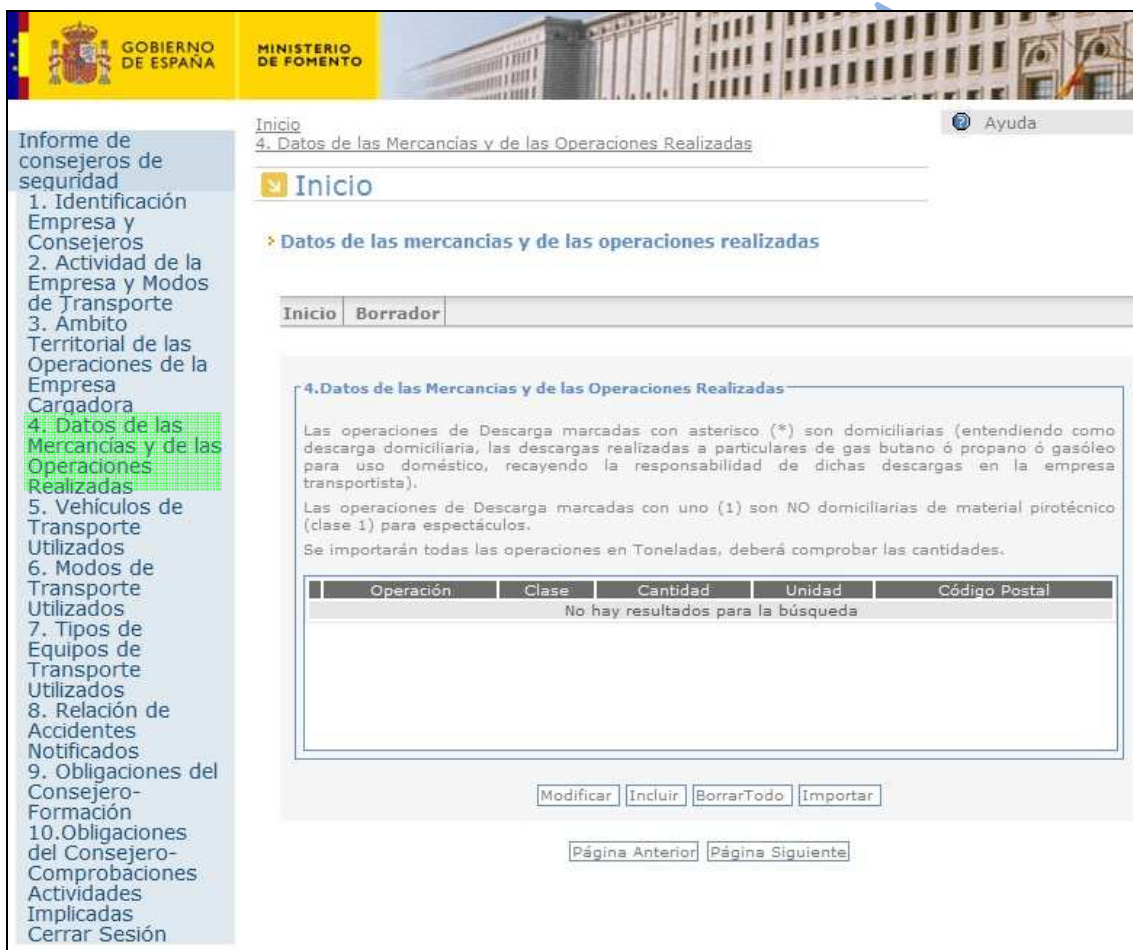 GOBIERNO
DE ESPAÑA
MINISTERIO
DE FOMENTO
Informe de
consejeros de
seguridad
1. Identificación
Empresa y
Consejeros
2. Actividad de la
Empresa y Modos
de Transporte
3. Ámbito
Territorial de las
Operaciones de la
Empresa
Cargadora
4. Datos de las
Mercancías y de las
Operaciones
Realizadas
5. Vehículos de
Transporte
Utilizados
6. Modos de
Transporte
Utilizados
7. Tipos de
Equipos de
Transporte
Utilizados
8. Relación de
Accidentes
Notificados
9. Obligaciones del
Consejero-
Formación
10.Obligaciones
del Consejero-
Comprobaciones
Actividades
Implicadas
Cerrar Sesión
Inicio
4. Datos de las Mercancías y de las Operaciones Realizadas
Ayuda
Inicio
Datos de las mercancias y de las operaciones realizadas
Inicio Borrador
4.Datos de las Mercancías y de las Operaciones Realizadas
Las operaciones de Descarga marcadas con asterisco (*) son domiciliarias (entendiendo como
descarga domiciliaria, las descargas realizadas a particulares de gas butano ó propano ó gasóleo
para uso doméstico, recayendo la responsabilidad de dichas descargas en la empresa
transportista).
Las operaciones de Descarga marcadas con uno (1) son NO domiciliarias de material pirotécnico
(clase 1) para espectáculos.
Se importarán todas las operaciones en Toneladas, deberá comprobar las cantidades.
Operación Clase Cantidad Unidad Código Postal
No hay resultados para la búsqueda
Modificar Incluir BorrarTodo Importar
Página Anterior Página Siguiente